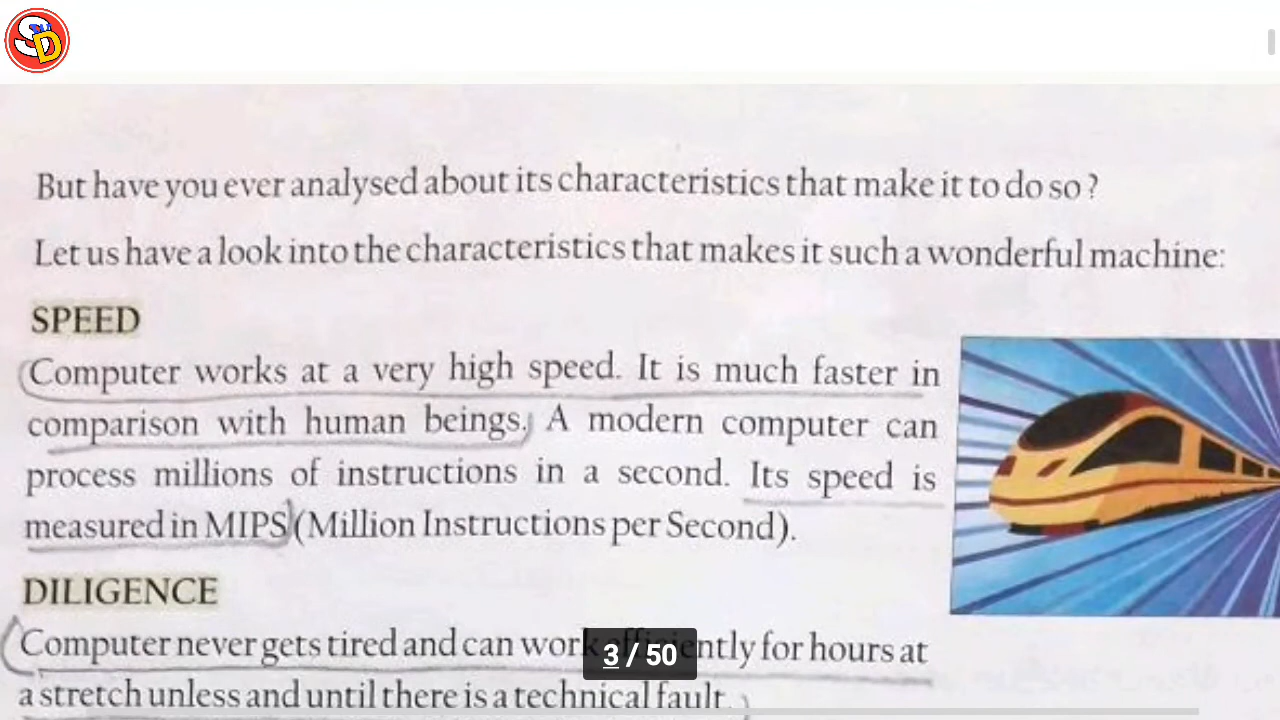 SD
But have you ever analysed about its characteristics that make it to do so ?
Let us have a look into the characteristics that makes it such a wonderful machine:
SPEED
Computer works at a very high speed. It is much faster in
comparison with human beings. A modern computer can
process millions of instructions in a second. Its speed is
measured in MIPS (Million Instructions per Second).
DILIGENCE
Computer never gets tired and can work efficiently for hours at
3 / 50
a stretch unless and until there is a technical fault.